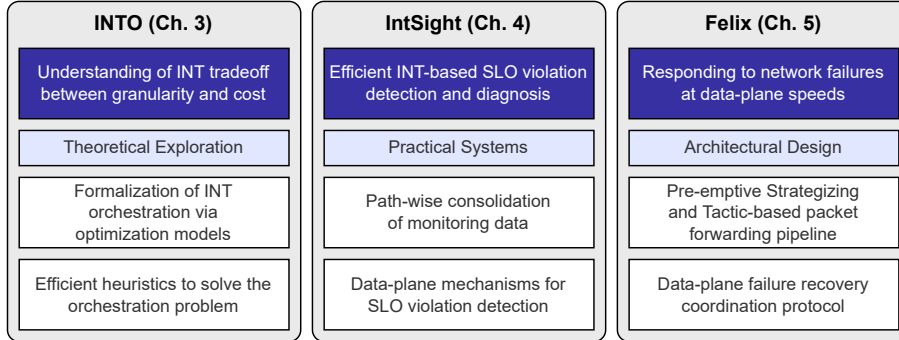 INTO (Ch. 3)
Understanding of INT tradeoff
between granularity and cost
Theoretical Exploration
Formalization of INT
orchestration via
optimization models
Efficient heuristics to solve the
orchestration problem
IntSight (Ch. 4)
Efficient INT-based SLO violation
detection and diagnosis
Practical Systems
Path-wise consolidation
of monitoring data
Data-plane mechanisms for
SLO violation detection
Felix (Ch. 5)
Responding to network failures
at data-plane speeds
Architectural Design
Pre-emptive Strategizing
and Tactic-based packet
forwarding pipeline
Data-plane failure recovery
coordination protocol